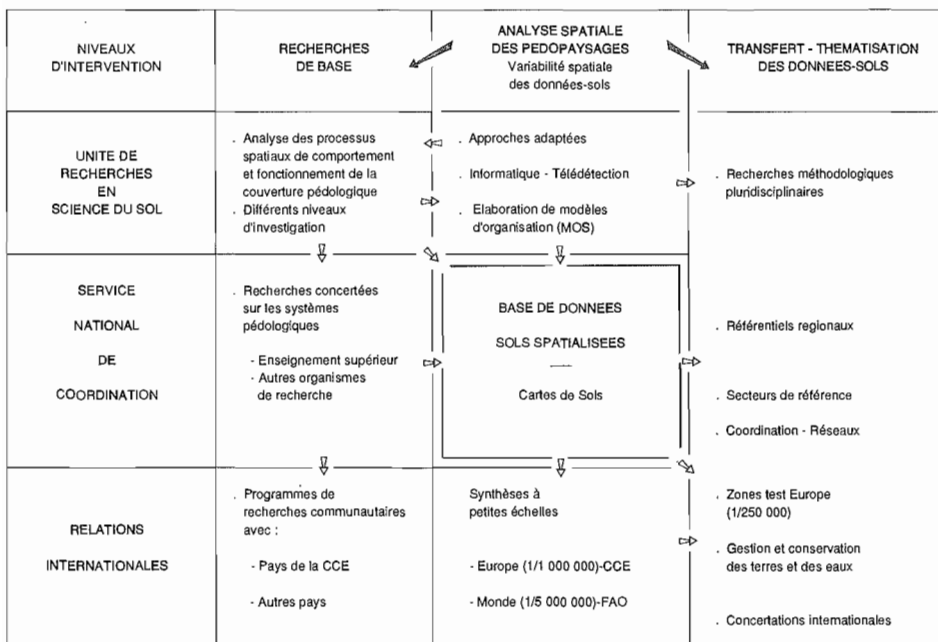 NIVEAUX
D'INTERVENTION
RECHERCHES
DE BASE
ANALYSE SPATIALE
DES PEDOPAYSAGES
Variabilité spatiale
des données-sols
TRANSFERT - THEMATISATION
DES DONNEES-SOLS
UNITE DE
RECHERCHES
EN
SCIENCE DU SOL
. Analyse des processus
spatiaux de comportement
et fonctionnement de la
couverture pédologique
. Différents niveaux
d'investigation
. Approches adaptées
. Informatique - Télédétection
. Elaboration de modèles
d'organisation (MOS)
. Recherches méthodologiques
pluridisciplinaires
SERVICE
NATIONAL
DE
COORDINATION
. Recherches concertées
sur les systèmes
pédologiques
- Enseignement supérieur
- Autres organismes
de recherche
BASE DE DONNEES
SOLS SPATIALISEES
Cartes de Sols
. Référentiels regionaux
. Secteurs de référence
. Coordination - Réseaux
RELATIONS
INTERNATIONALES
. Programmes de
recherches communautaires
avec :
- Pays de la CCE
- Autres pays
Synthèses à
petites échelles
- Europe (1/1 000 000)-CCE
- Monde (1/5 000 000)-FAO
. Zones test Europe
(1/250 000)
. Gestion et conservation
des terres et des eaux
. Concertations internationales